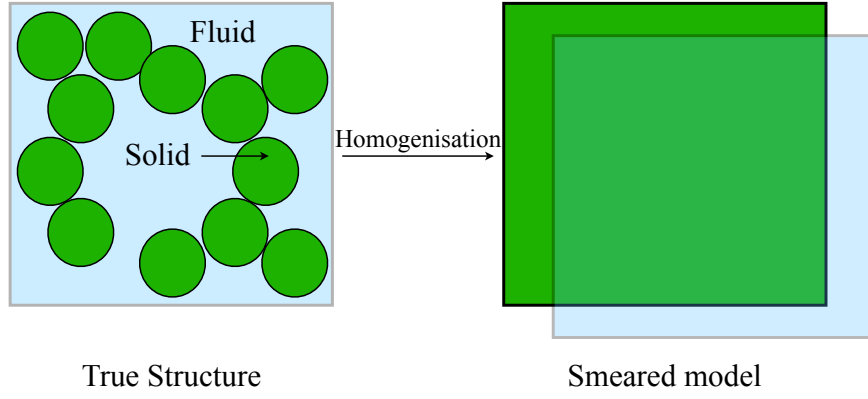 Fluid
Solid
Homogenisation
True Structure
Smeared model